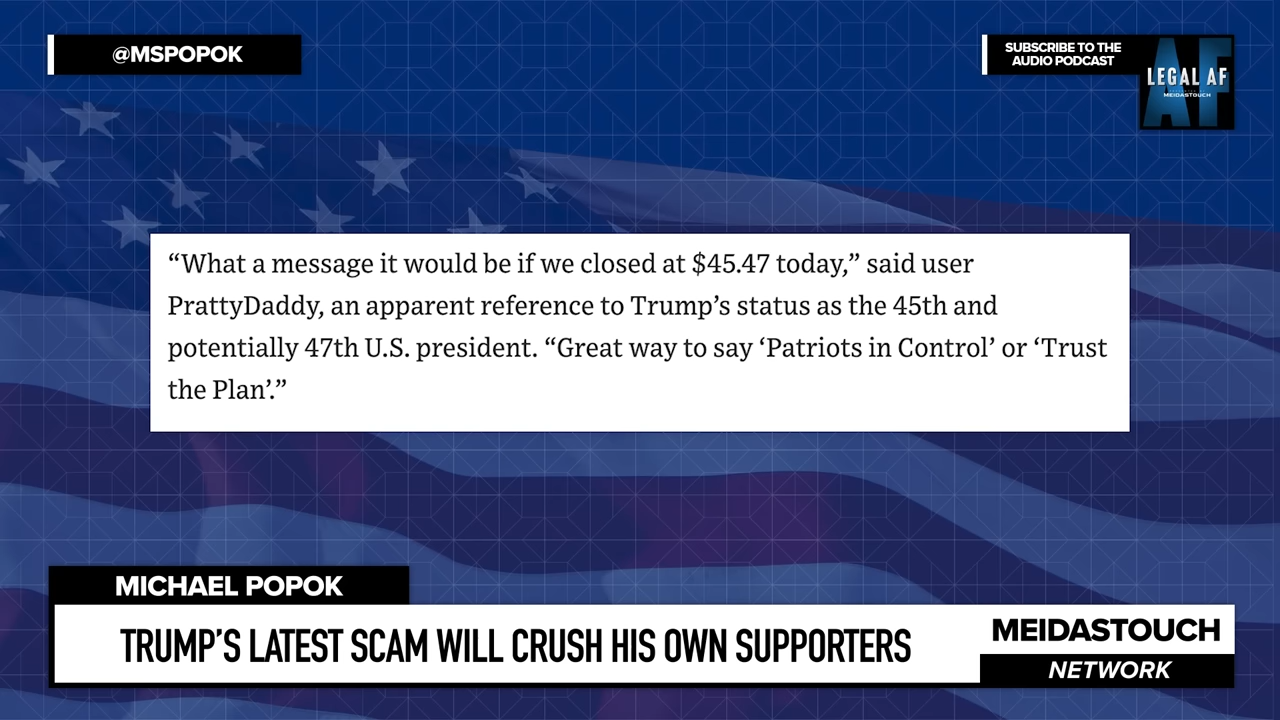 @MSPOPOK
SUBSCRIBE TO THE
AUDIO PODCAST
LEGAL AF
MEIDASTOUCH
“What a message it would be if we closed at $45.47 today,” said user
PrattyDaddy, an apparent reference to Trump’s status as the 45th and
potentially 47th U.S. president. “Great way to say ‘Patriots in Control’ or ‘Trust
the Plan’.”
MICHAEL POPOK
TRUMP’S LATEST SCAM WILL CRUSH HIS OWN SUPPORTERS
MEIDASTOUCH
NETWORK